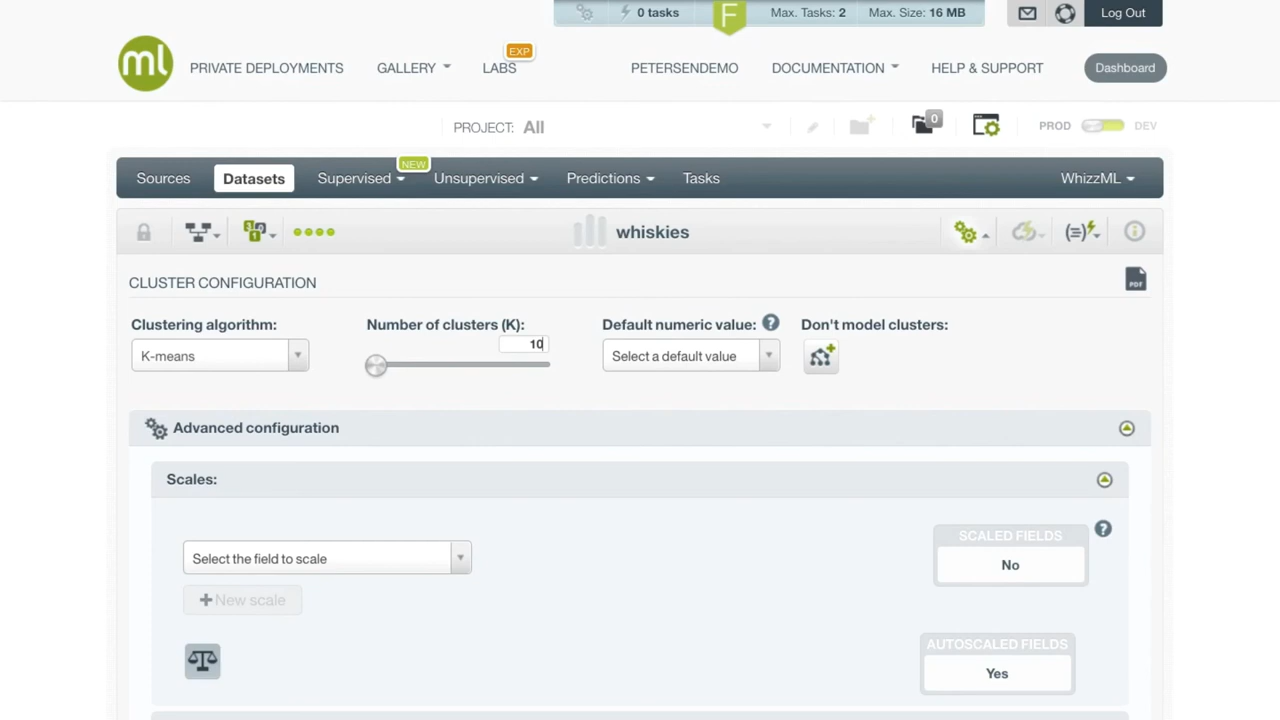 0 tasks
F
Max. Tasks: 2
Max. Size: 16 MB
Log Out
ml
PRIVATE DEPLOYMENTS
GALLERY
LABS
EXP
PETERSENDEMO
DOCUMENTATION
HELP & SUPPORT
Dashboard
PROJECT: All
0
PROD
DEV
Sources
Datasets
Supervised
NEW
Unsupervised
Predictions
Tasks
WhizzML
whiskies
CLUSTER CONFIGURATION
PDF
Clustering algorithm:
K-means
Number of clusters (K):
10
Default numeric value:
?
Select a default value
Don't model clusters:
Advanced configuration
Scales:
Select the field to scale
+ New scale
SCALED FIELDS
?
No
AUTOSCALED FIELDS
Yes